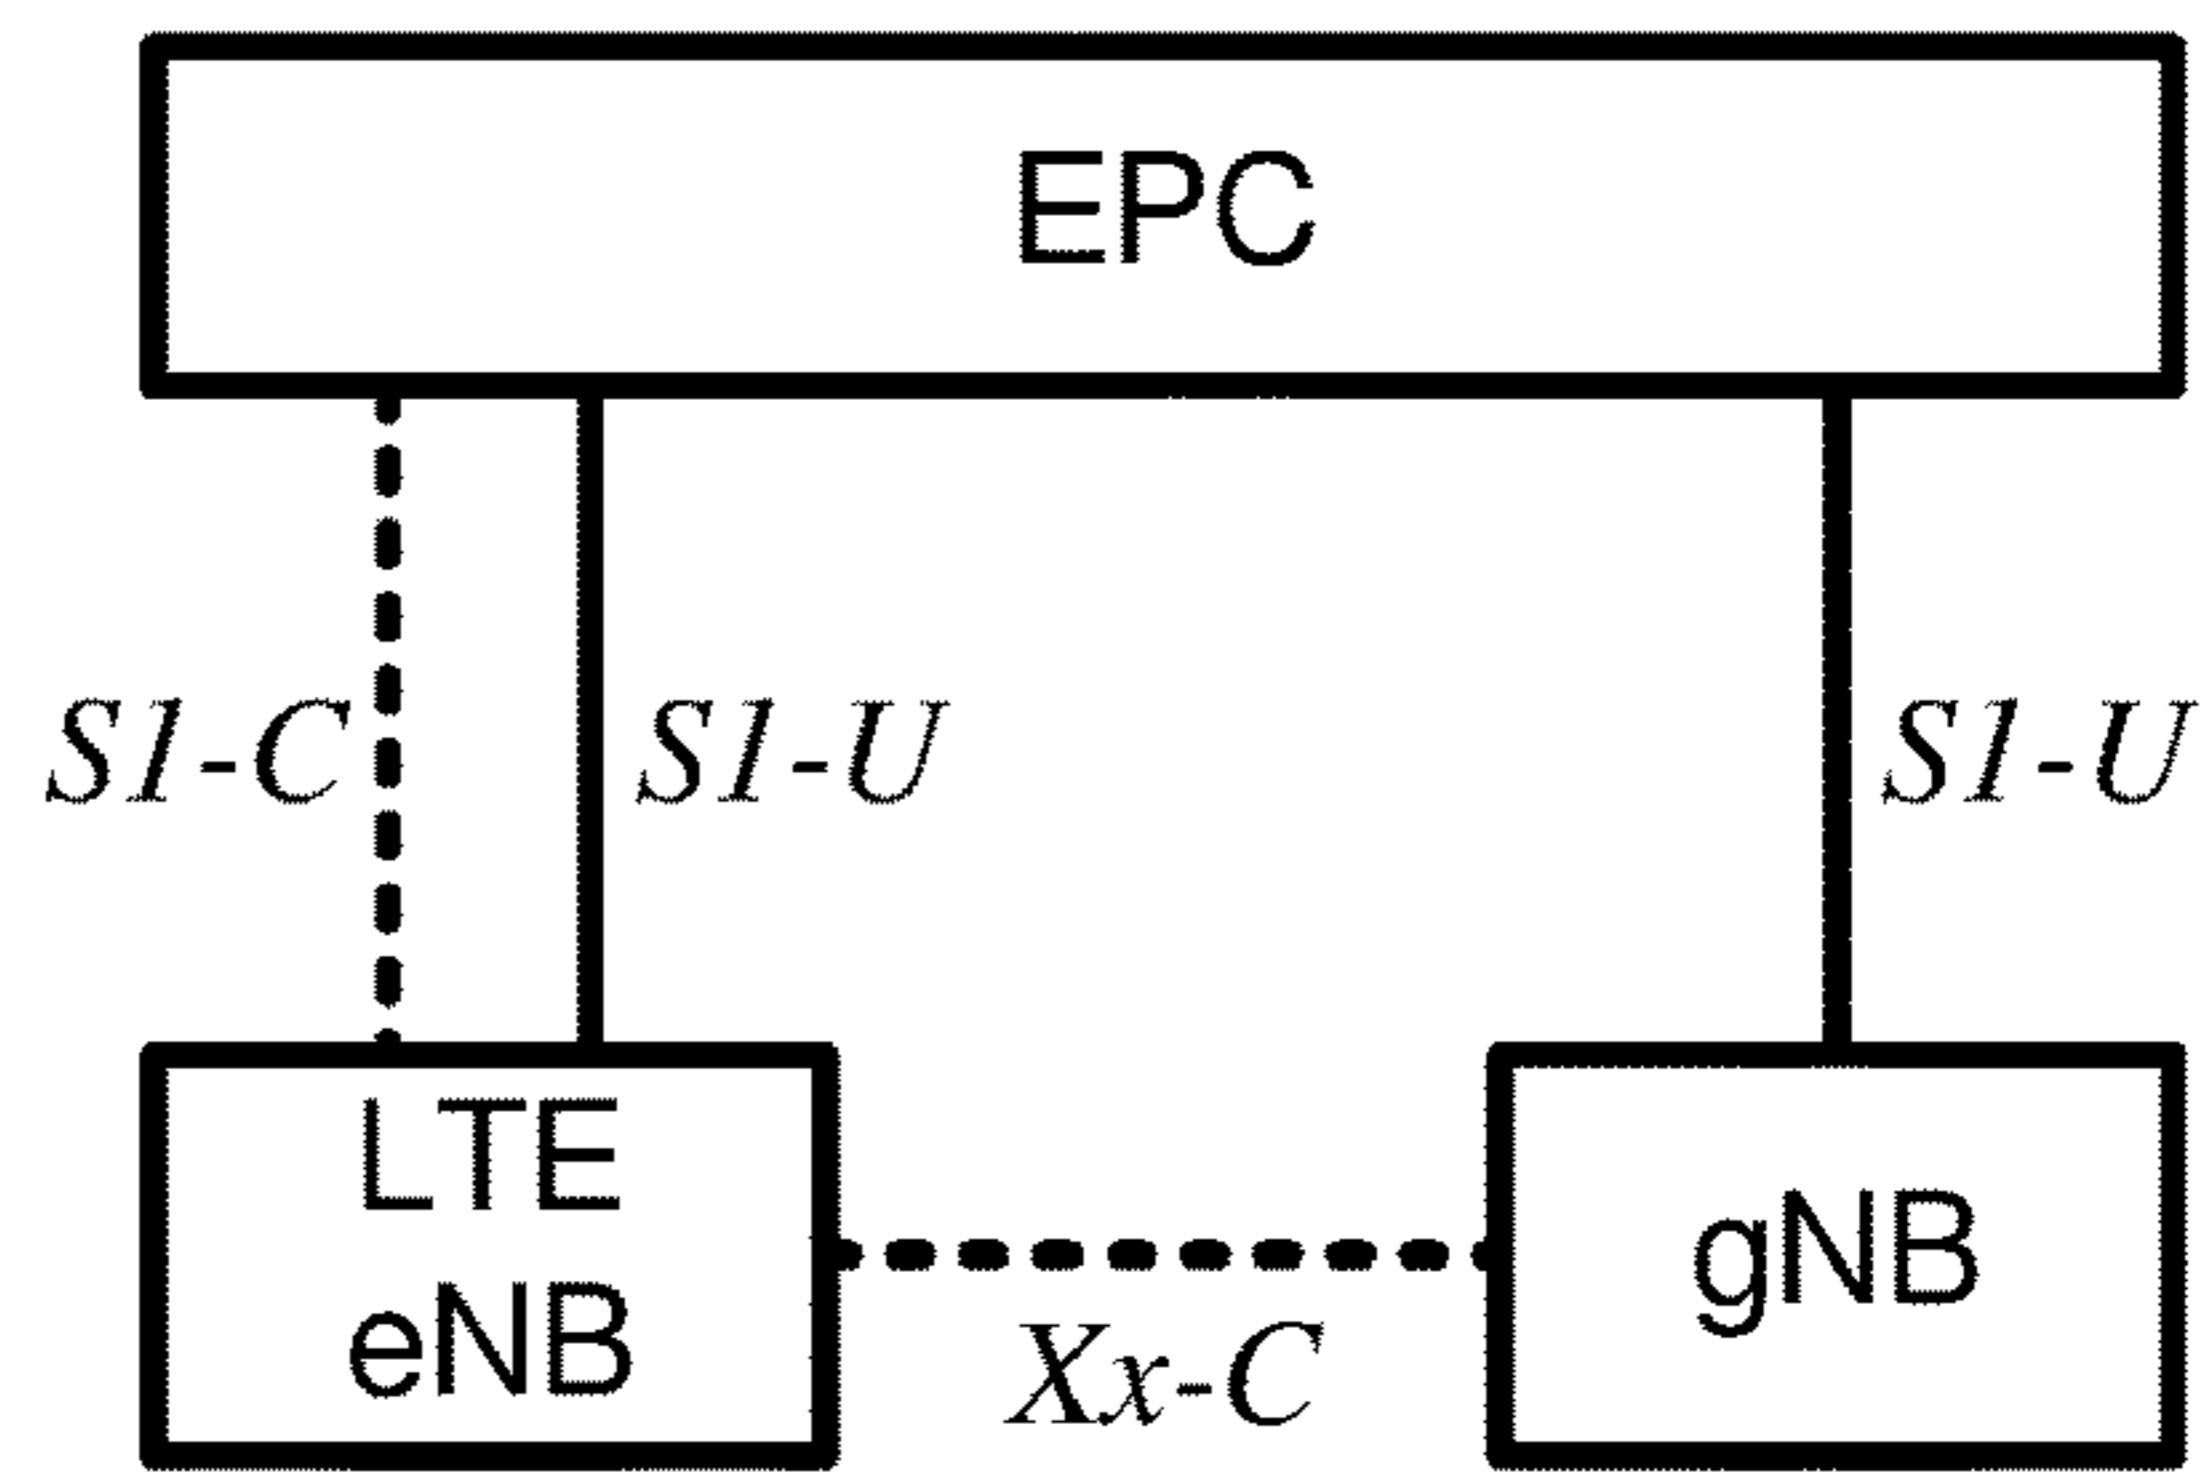 EPC
S1-C
S1-U
S1-U
LTE
eNB
gNB
Xx-C